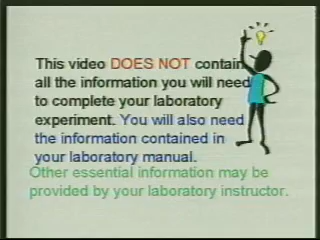 This video DOES NOT contain
all the information you will need
to complete your laboratory
experiment. You will also need
the information contained in
your laboratory manual.
Other essential information may be
provided by your laboratory instructor.